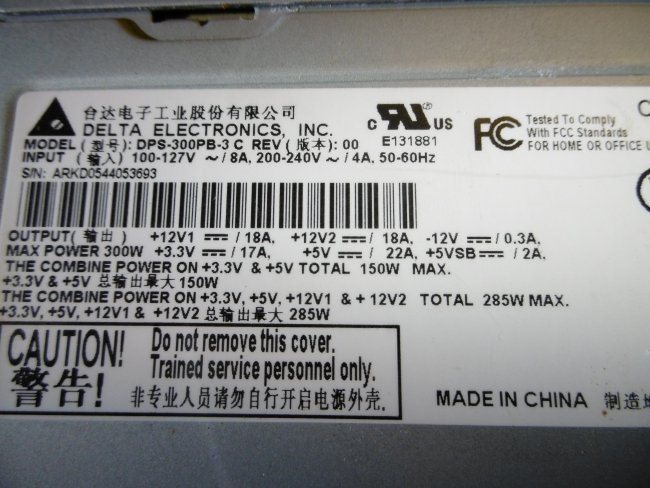 台达电子工业股份有限公司
DELTA ELECTRONICS, INC.
MODEL (型号): DPS-300PB-3 C REV (版本): 00
INPUT (输入) 100-127V ～/ 8A, 200-240V ～/ 4A, 50-60Hz
S/N: ARKD0544053693
c RU US
E131881
FC
Tested To Comply
With FCC Standards
FOR HOME OR OFFICE
OUTPUT( 输出 ) +12V1 ⎓ / 18A, +12V2 ⎓ / 18A, -12V ⎓ / 0.3A,
MAX POWER 300W +3.3V ⎓ / 17A, +5V ⎓ / 22A, +5VSB ⎓ / 2A,
THE COMBINE POWER ON +3.3V & +5V TOTAL 150W MAX.
+3.3V & +5V 总输出最大 150W
THE COMBINE POWER ON +3.3V, +5V, +12V1 & + 12V2 TOTAL 285W MAX.
+3.3V, +5V, +12V1 & +12V2 总输出最大 285W
CAUTION!
警告!
Do not remove this cover.
Trained service personnel only.
非专业人员请勿自行开启电源外壳.
MADE IN CHINA 制造